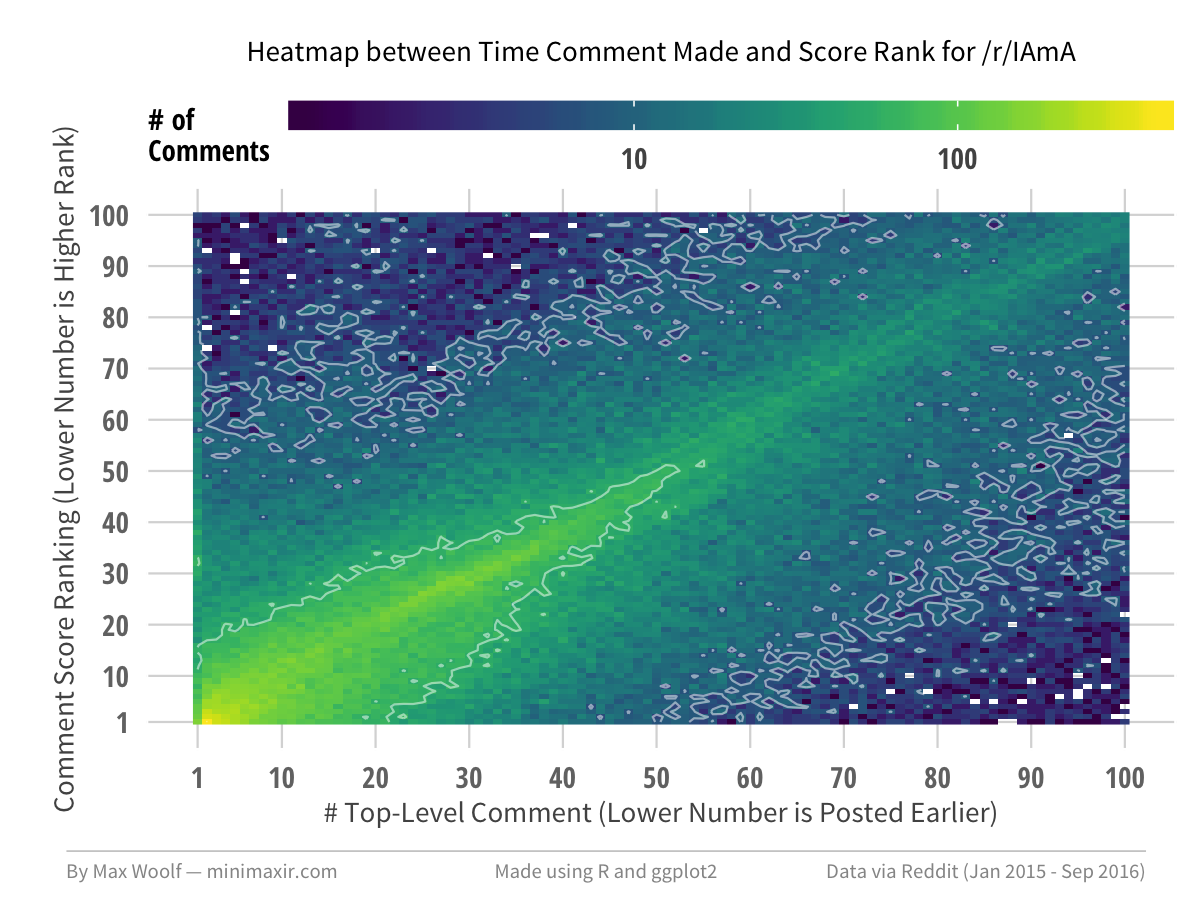 Heatmap between Time Comment Made and Score Rank for /r/IAmA
# of
Comments
10 100
Comment Score Ranking (Lower Number is Higher Rank)
100
90
80
70
60
50
40
30
20
10
1
1 10 20 30 40 50 60 70 80 90 100
# Top-Level Comment (Lower Number is Posted Earlier)
By Max Woolf — minimaxir.com Made using R and ggplot2 Data via Reddit (Jan 2015 - Sep 2016)